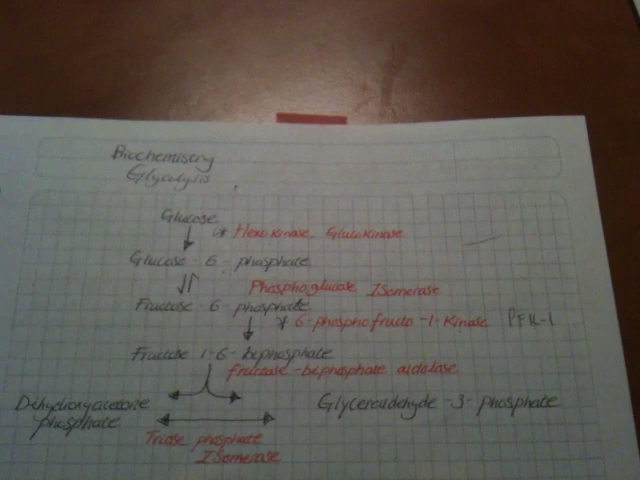 Biochemisery
Glycolysis
Glucose
Hexokinase Glucokinase
Glucose - 6 - phosphate
Phosphoglucose Isomerase
Fructose 6 - phosphate
6-phosphofructo-1-Kinase PFK-1
Fructose 1-6-biphosphate
fructose-biphosphate aldolase
Dihydroxyacetone phosphate
Glyceraldehyde-3-phosphate
Triose phosphate
Isomerase